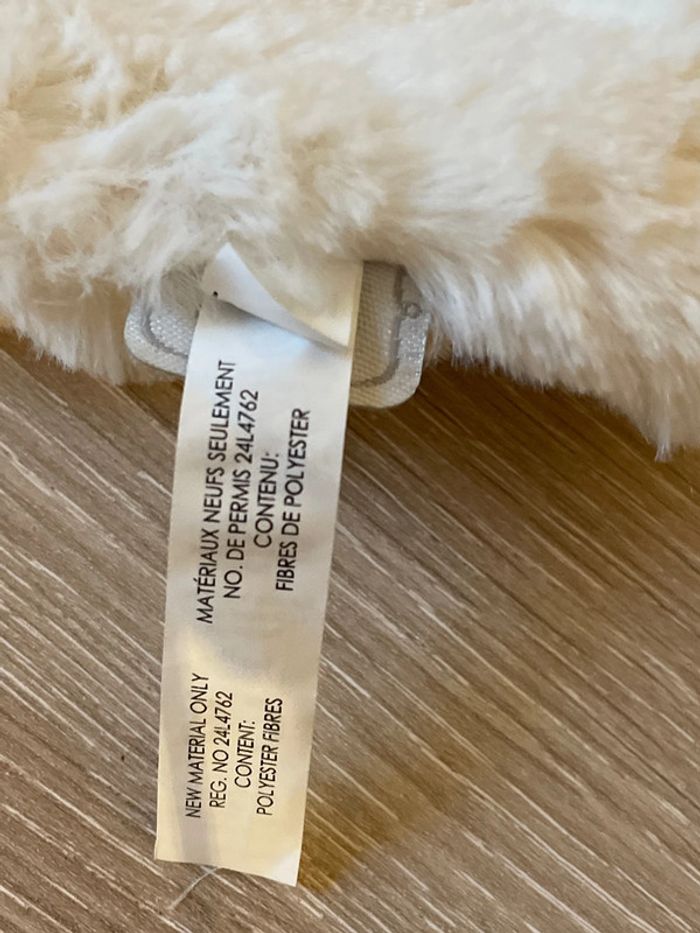 MATÉRIAUX NEUFS SEULEMENT
NO. DE PERMIS 24L4762
CONTENU:
FIBRES DE POLYESTER
NEW MATERIAL ONLY
REG. NO 24L4762
CONTENT:
POLYESTER FIBRES